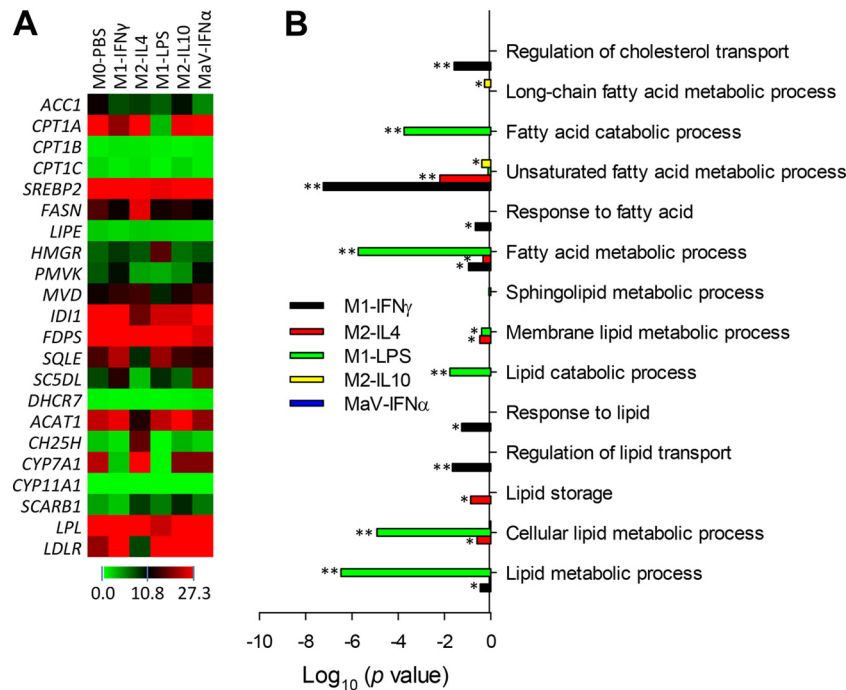 A
M0-PBS
M1-IFNγ
M2-IL4
M1-LPS
M2-IL10
MaV-IFNα
ACC1
CPT1A
CPT1B
CPT1C
SREBP2
FASN
LIPE
HMGR
PMVK
MVD
IDI1
FDPS
SQLE
SC5DL
DHCR7
ACAT1
CH25H
CYP7A1
CYP11A1
SCARB1
LPL
LDLR
0.0 10.8 27.3
B
** Regulation of cholesterol transport
* Long-chain fatty acid metabolic process
** Fatty acid catabolic process
* Unsaturated fatty acid metabolic process
**
**
Response to fatty acid
*
** Fatty acid metabolic process
*
*
Sphingolipid metabolic process
* Membrane lipid metabolic process
*
** Lipid catabolic process
Response to lipid
*
Regulation of lipid transport
**
Lipid storage
*
** Cellular lipid metabolic process
*
** Lipid metabolic process
*
M1-IFNγ
M2-IL4
M1-LPS
M2-IL10
MaV-IFNα
-10 -8 -6 -4 -2 0
Log10 (p value)